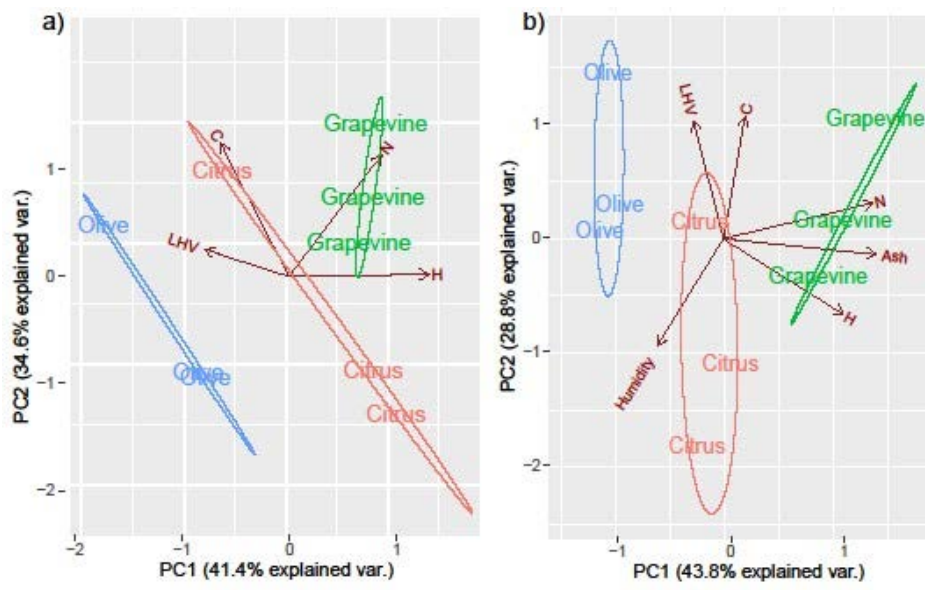 a)
Grapevine
C
N
Citrus
Grapevine
Olive
Grapevine
LHV
H
Citrus
Olive
Olive
Citrus
1
0
−1
−2
−2
−1
0
1
PC2 (34.6% explained var.)
PC1 (41.4% explained var.)
b)
Olive
LHV
C
Grapevine
Olive
N
Citrus
Grapevine
Olive
Ash
Grapevine
H
Humidity
Citrus
Citrus
1
0
−1
−2
−1
0
1
PC2 (28.8% explained var.)
PC1 (43.8% explained var.)